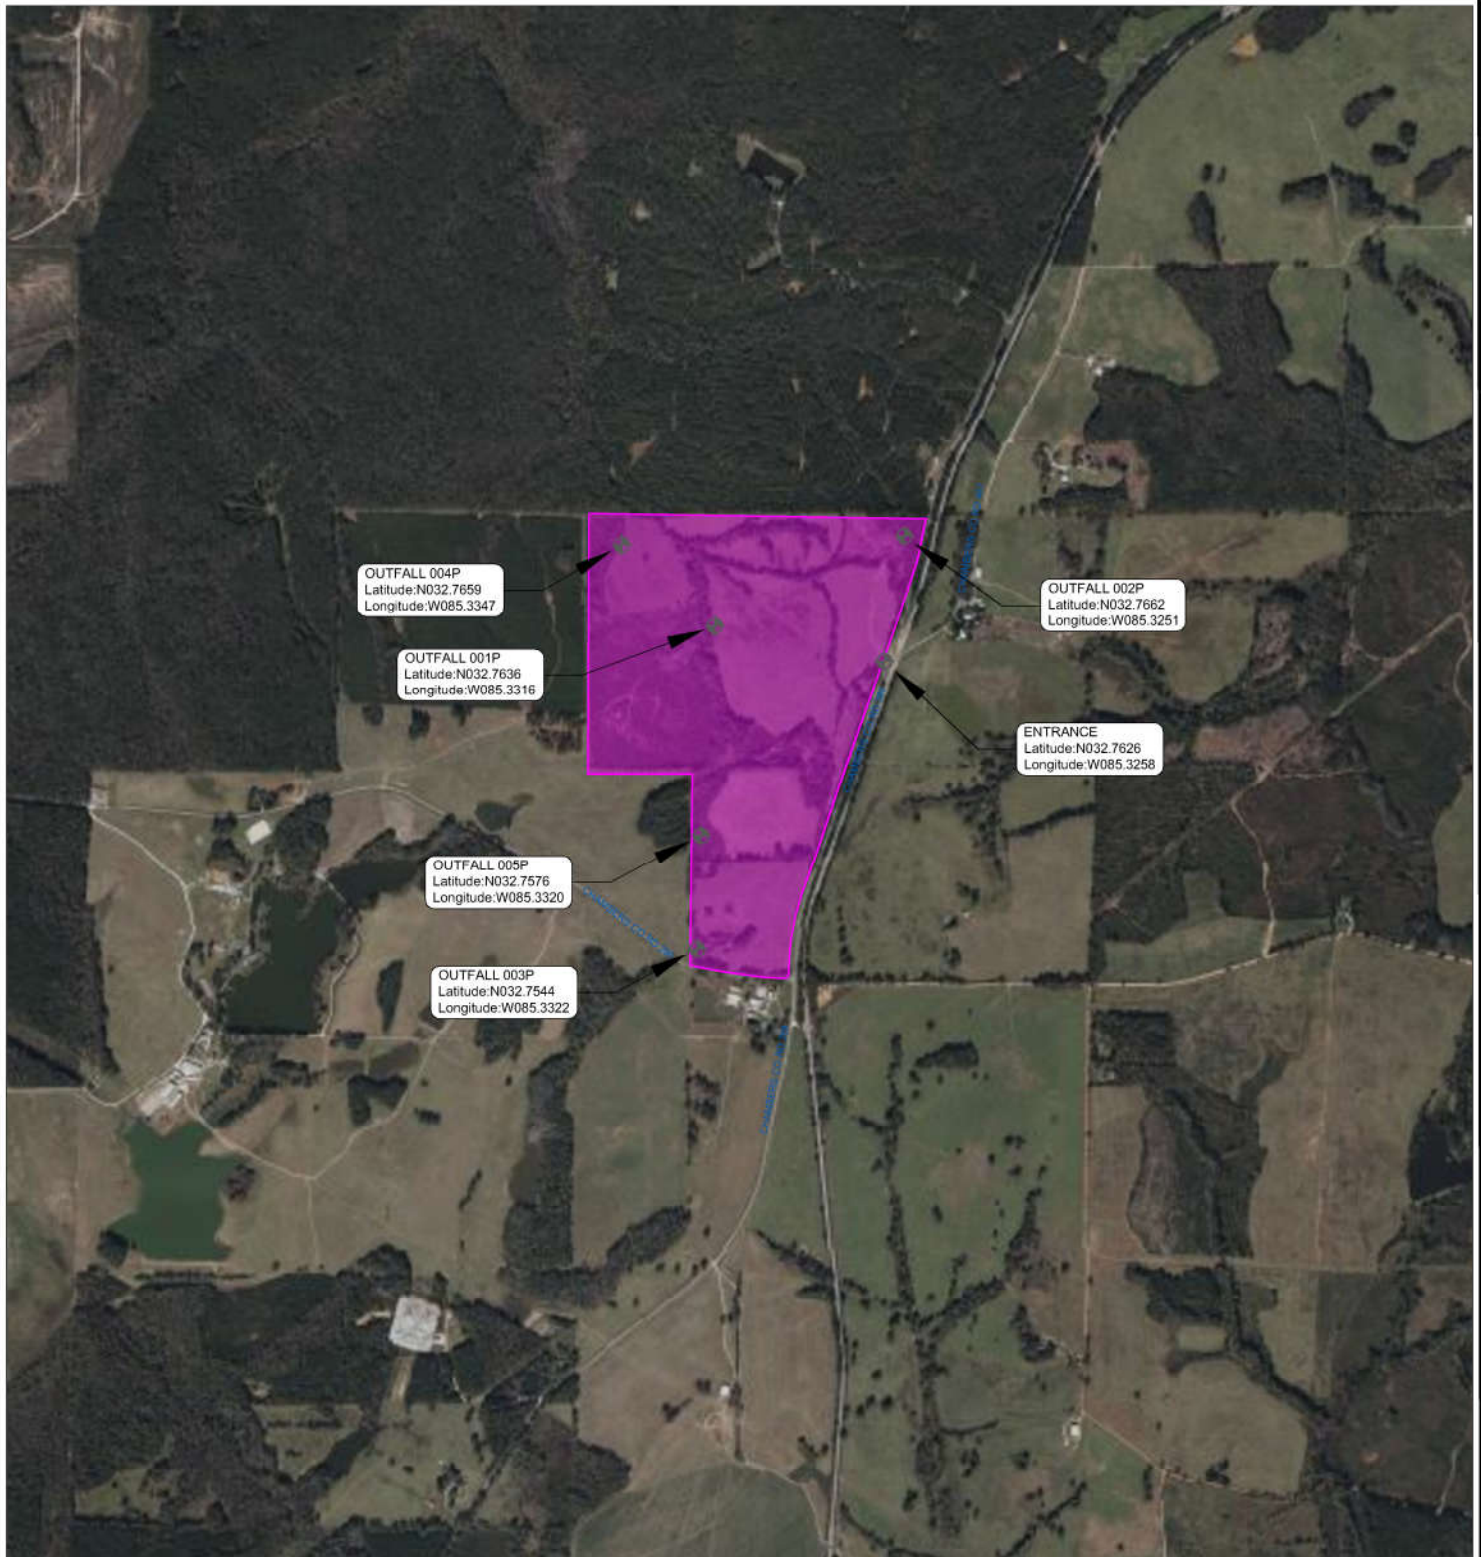 OUTFALL 004P
Latitude:N032.7659
Longitude:W085.3347
OUTFALL 002P
Latitude:N032.7662
Longitude:W085.3251
OUTFALL 001P
Latitude:N032.7636
Longitude:W085.3316
ENTRANCE
Latitude:N032.7626
Longitude:W085.3258
OUTFALL 005P
Latitude:N032.7576
Longitude:W085.3320
OUTFALL 003P
Latitude:N032.7544
Longitude:W085.3322